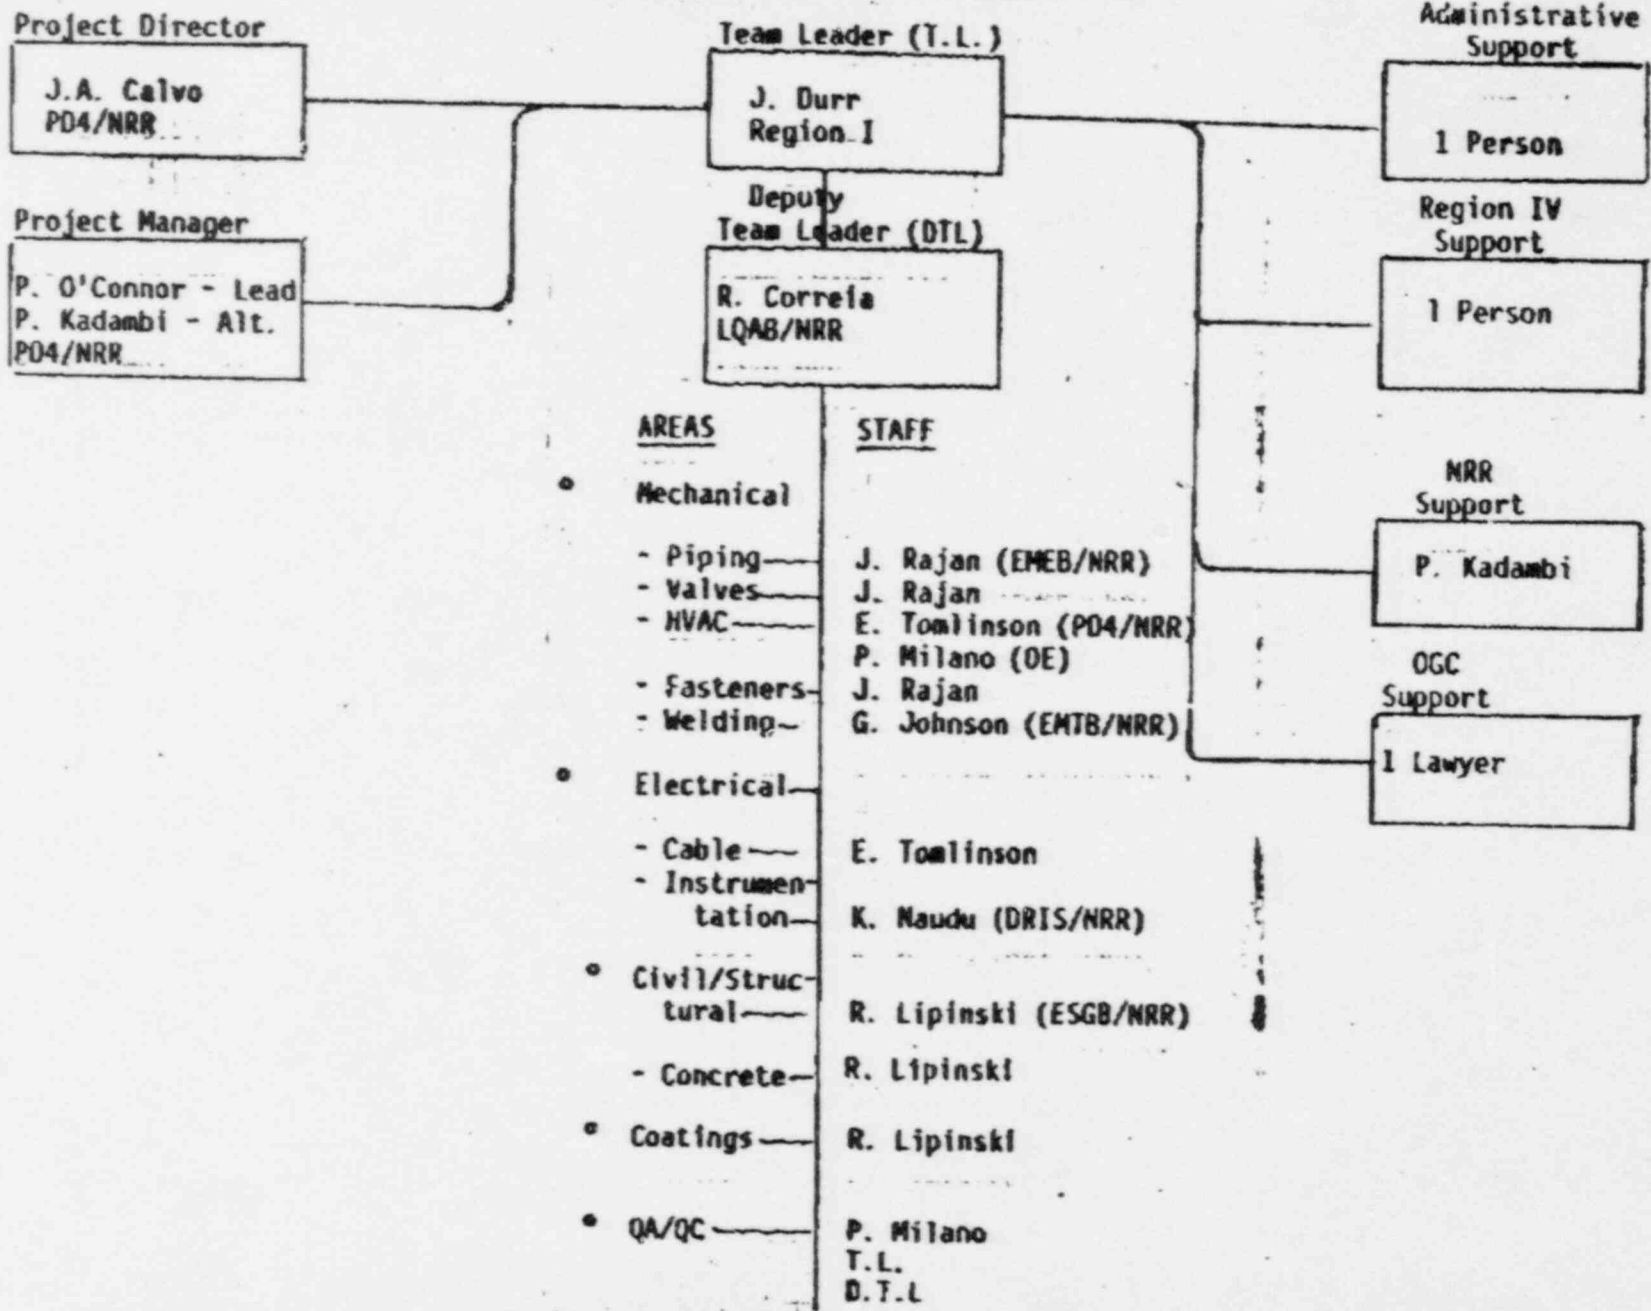 Project Director
J.A. Calvo
PD4/NRR
Project Manager
P. O'Connor - Lead
P. Kadambi - Alt.
PD4/NRR
Team Leader (T.L.)
J. Durr
Region I
Deputy
Team Leader (DTL)
R. Correia
LQAB/NRR
Administrative
Support
1 Person
Region IV
Support
1 Person
NRR
Support
P. Kadambi
OGC
Support
1 Lawyer
AREAS STAFF
• Mechanical
- Piping J. Rajan (EMEB/NRR)
- Valves J. Rajan
- HVAC E. Tomlinson (PD4/NRR)
P. Milano (OE)
- Fasteners J. Rajan
- Welding G. Johnson (EMTB/NRR)
• Electrical
- Cable E. Tomlinson
- Instrumen-
tation K. Naudu (DRIS/NRR)
• Civil/Struc-
tural R. Lipinski (ESGB/NRR)
- Concrete R. Lipinski
• Coatings R. Lipinski
• QA/QC P. Milano
T.L.
D.T.L